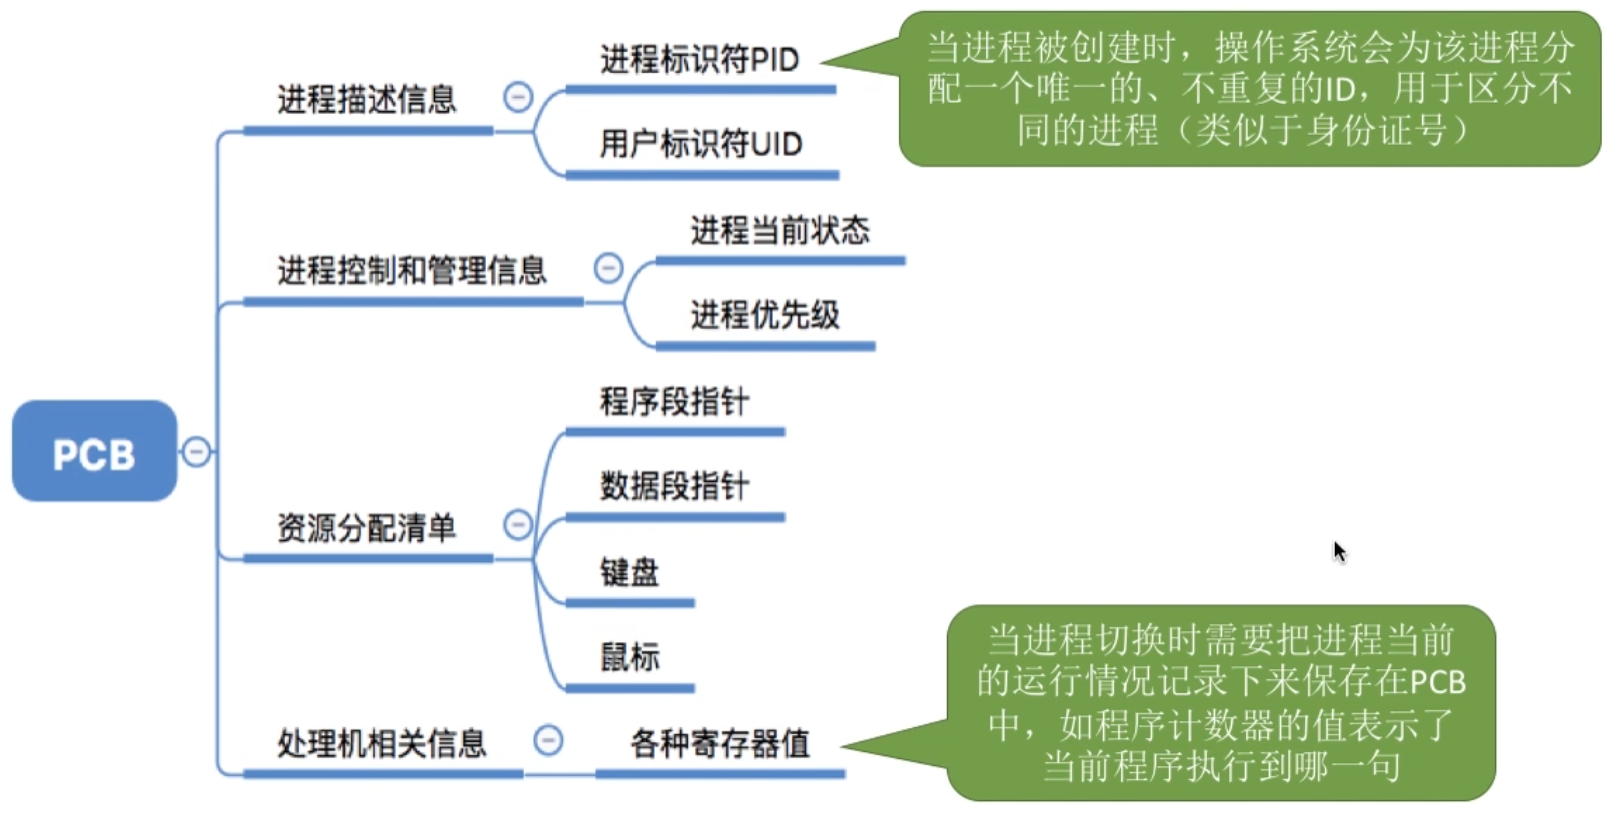 进程标识符PID
当进程被创建时，操作系统会为该进程分
配一个唯一的、不重复的ID，用于区分不
同的进程（类似于身份证号）
进程描述信息
用户标识符UID
进程当前状态
进程控制和管理信息
进程优先级
程序段指针
PCB
数据段指针
资源分配清单
键盘
鼠标
当进程切换时需要把进程当前
的运行情况记录下来保存在PCB
中，如程序计数器的值表示了
当前程序执行到哪一句
处理机相关信息
各种寄存器值